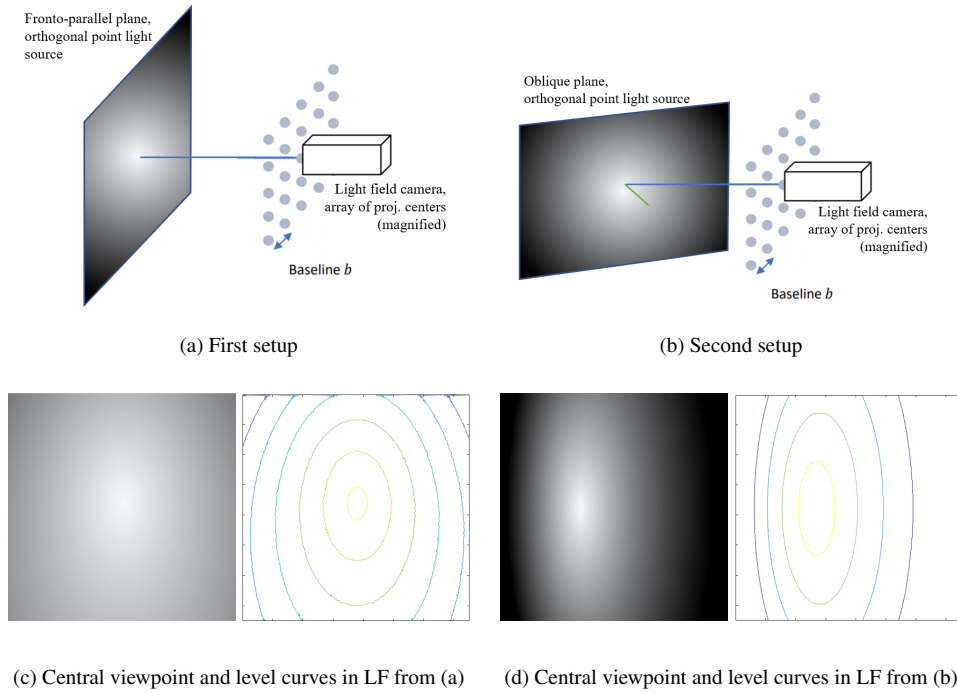 Fronto-parallel plane,
orthogonal point light
source
Light field camera,
array of proj. centers
(magnified)
Baseline b
(a) First setup
Oblique plane,
orthogonal point light source
Light field camera,
array of proj. centers
(magnified)
Baseline b
(b) Second setup
(c) Central viewpoint and level curves in LF from (a)
(d) Central viewpoint and level curves in LF from (b)